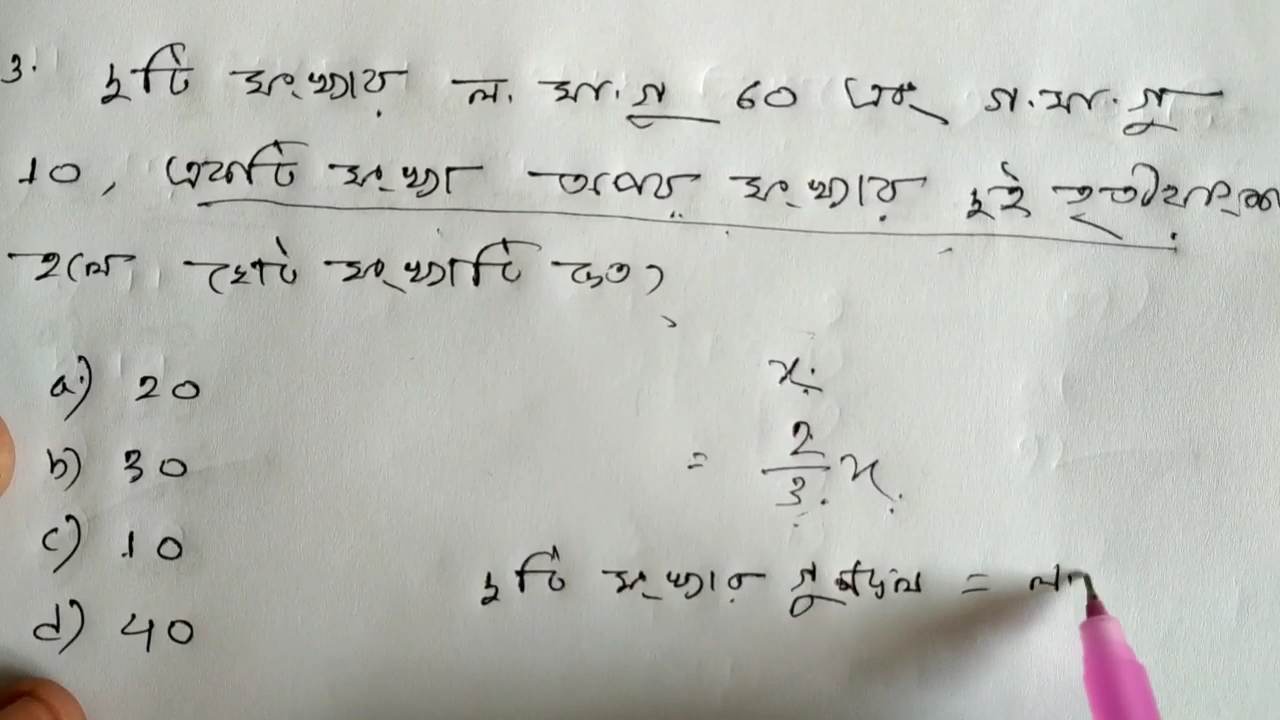 3. দুটি সংখ্যার ল. সা. গু 60 এবং গ. সা. গু
10, একটি সংখ্যা অপর সংখ্যার দুই তৃতীয়াংশ
হলে ছোট সংখ্যাটি কত?
a) 20
b) 30
c) 10
d) 40
x
= 2/3 x
দুটি সংখ্যার গুণফল =